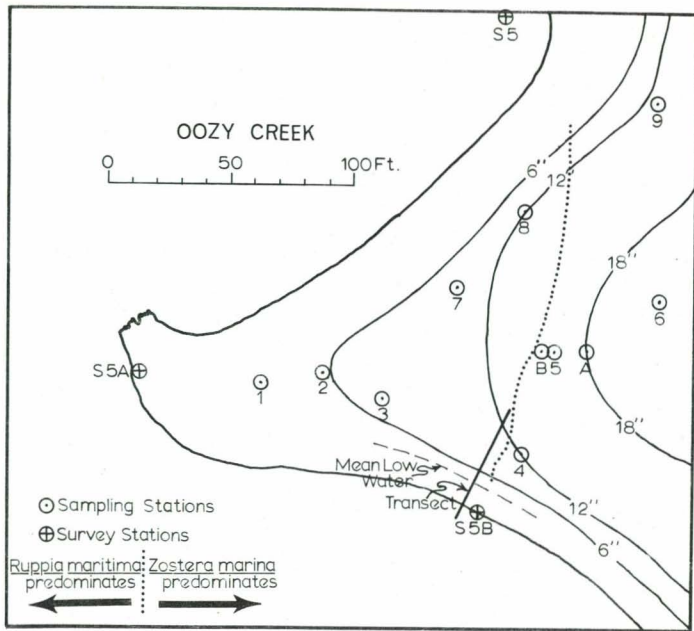 S5
OOZY CREEK
0 50 100 Ft.
9
6"
12"
8
18"
7
6
S5A
B 5 A
1
2
3
18"
Mean Low
Water
4
Transect
S5B
12"
6"
Sampling Stations
Survey Stations
Ruppia maritima Zostera marina
predominates predominates